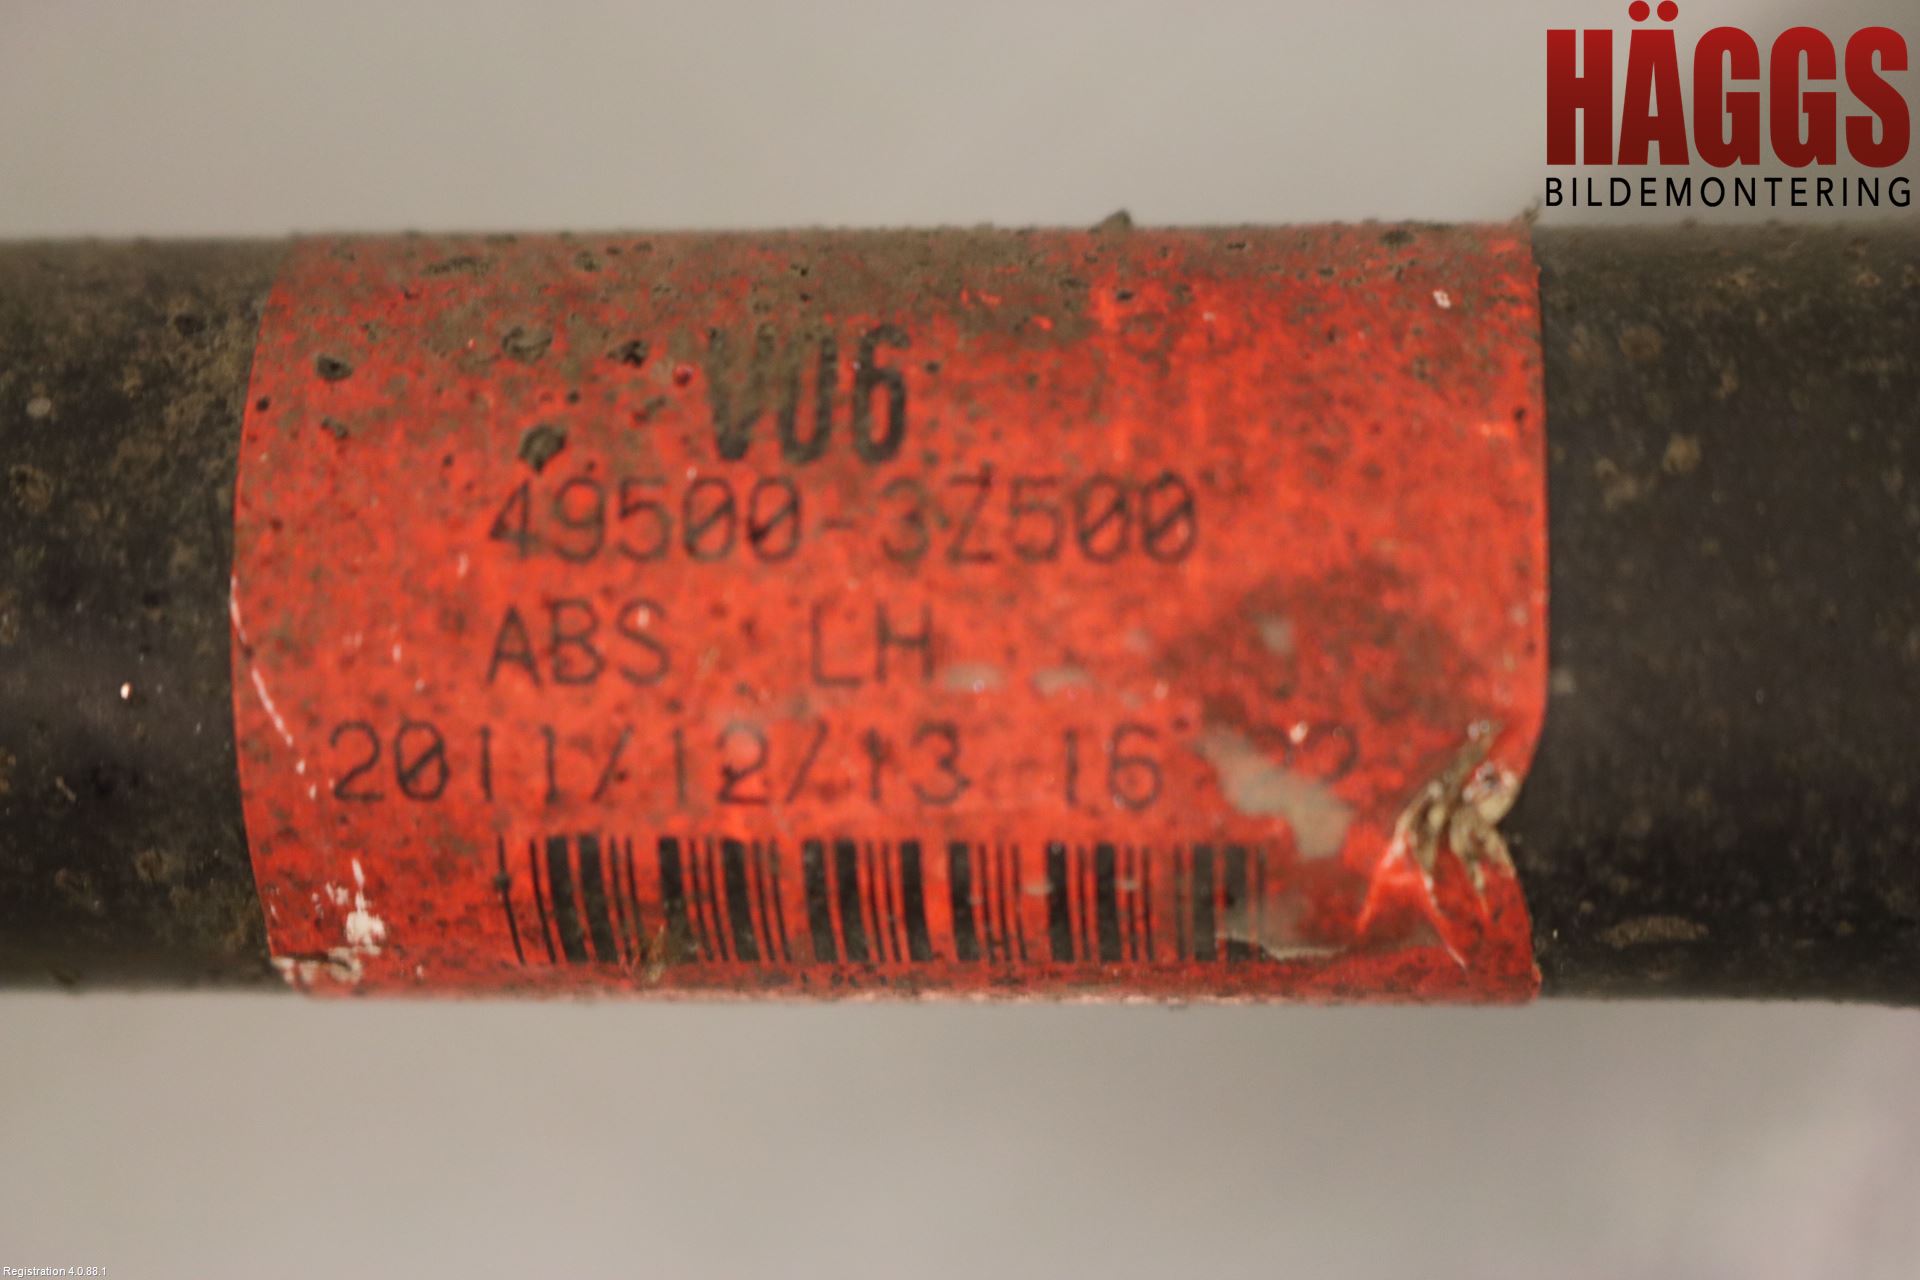 HÄGGS
BILDEMONTERING
V06
49500-3Z500
ABS LH
2011/12/13 16
Registration 4.0.88.1